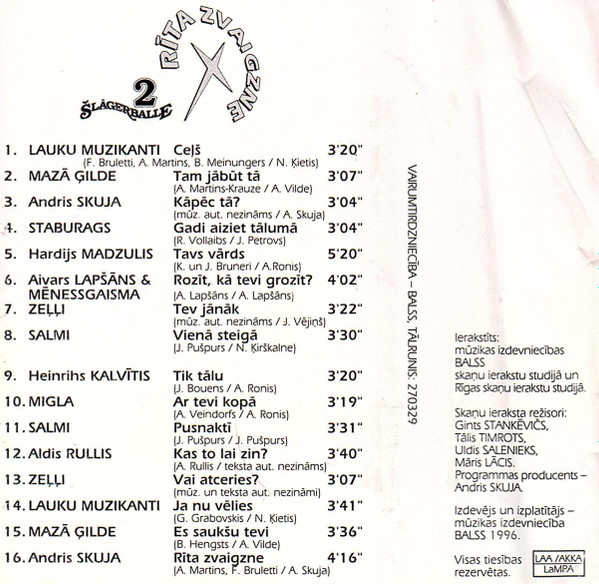 RĪTA ZVAIGZNE
2
ŠLĀGERBALLE
1. LAUKU MUZIKANTI Ceļš 3'20"
(F. Bruletti, A. Martins, B. Meinungers / N. Ķietis)
2. MAZĀ ĢILDE Tam jābūt tā 3'07"
(A. Martins-Krauze / A. Vilde)
3. Andris SKUJA Kāpēc tā? 3'04"
(mūz. aut. nezināms / A. Skuja)
4. STABURAGS Gadi aiziet tālumā 3'04"
(R. Vollaibs / J. Petrovs)
5. Hardijs MADZULIS Tavs vārds 5'20"
(K. un J. Bruneri / A.Ronis)
6. Aivars LAPŠĀNS & Rozīt, kā tevi grozīt? 4'02"
MĒNESSGAISMA (A. Lapšāns / A. Lapšāns)
7. ZEĻĻI Tev jānāk 3'22"
(mūz. aut. nezināms / J. Vējiņš)
8. SALMI Vienā steigā 3'30"
(J. Pušpurs / N. Ķirškalne)
9. Heinrihs KALVĪTIS Tik tālu 3'20"
(J. Bouens / A. Ronis)
10. MIGLA Ar tevi kopā 3'19"
(A. Veindorfs / A. Ronis)
11. SALMI Pusnaktī 3'31"
(J. Pušpurs / J. Pušpurs)
12. Aldis RULLIS Kas to lai zin? 3'40"
(A. Rullis / teksta aut. nezināms)
13. ZEĻĻI Vai atceries? 3'07"
(mūz. un teksta aut. nezināmi)
14. LAUKU MUZIKANTI Ja nu vēlies 3'41"
(G. Grabovskis / N. Ķietis)
15. MAZĀ ĢILDE Es saukšu tevi 3'36"
(B. Hengsts / A. Vilde)
16. Andris SKUJA Rīta zvaigzne 4'16"
(A. Martins, F. Bruletti / A. Skuja)
VAIRUMTIRDZNIECĪBA – BALSS, TĀLRUNIS: 270329
Ierakstīts:
mūzikas izdevniecības
BALSS
skaņu ierakstu studijā un
Rīgas skaņu ierakstu studijā.
Skaņu ieraksta režisori:
Gints STANKĒVIČS,
Tālis TIMROTS,
Uldis SALENIEKS,
Māris LĀCIS.
Programmas producents –
Andris SKUJA
Izdevējs un izplatītājs –
mūzikas izdevniecība
BALSS 1996.
Visas tiesības
rezervētas.
LAA /AKKA
LaMPA